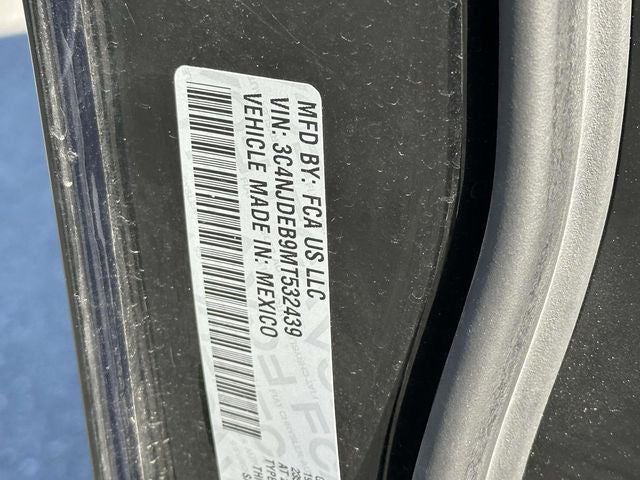 MFD BY: FCA US LLC
VIN: 3C4NJDEB9MT532439
VEHICLE MADE IN: MEXICO